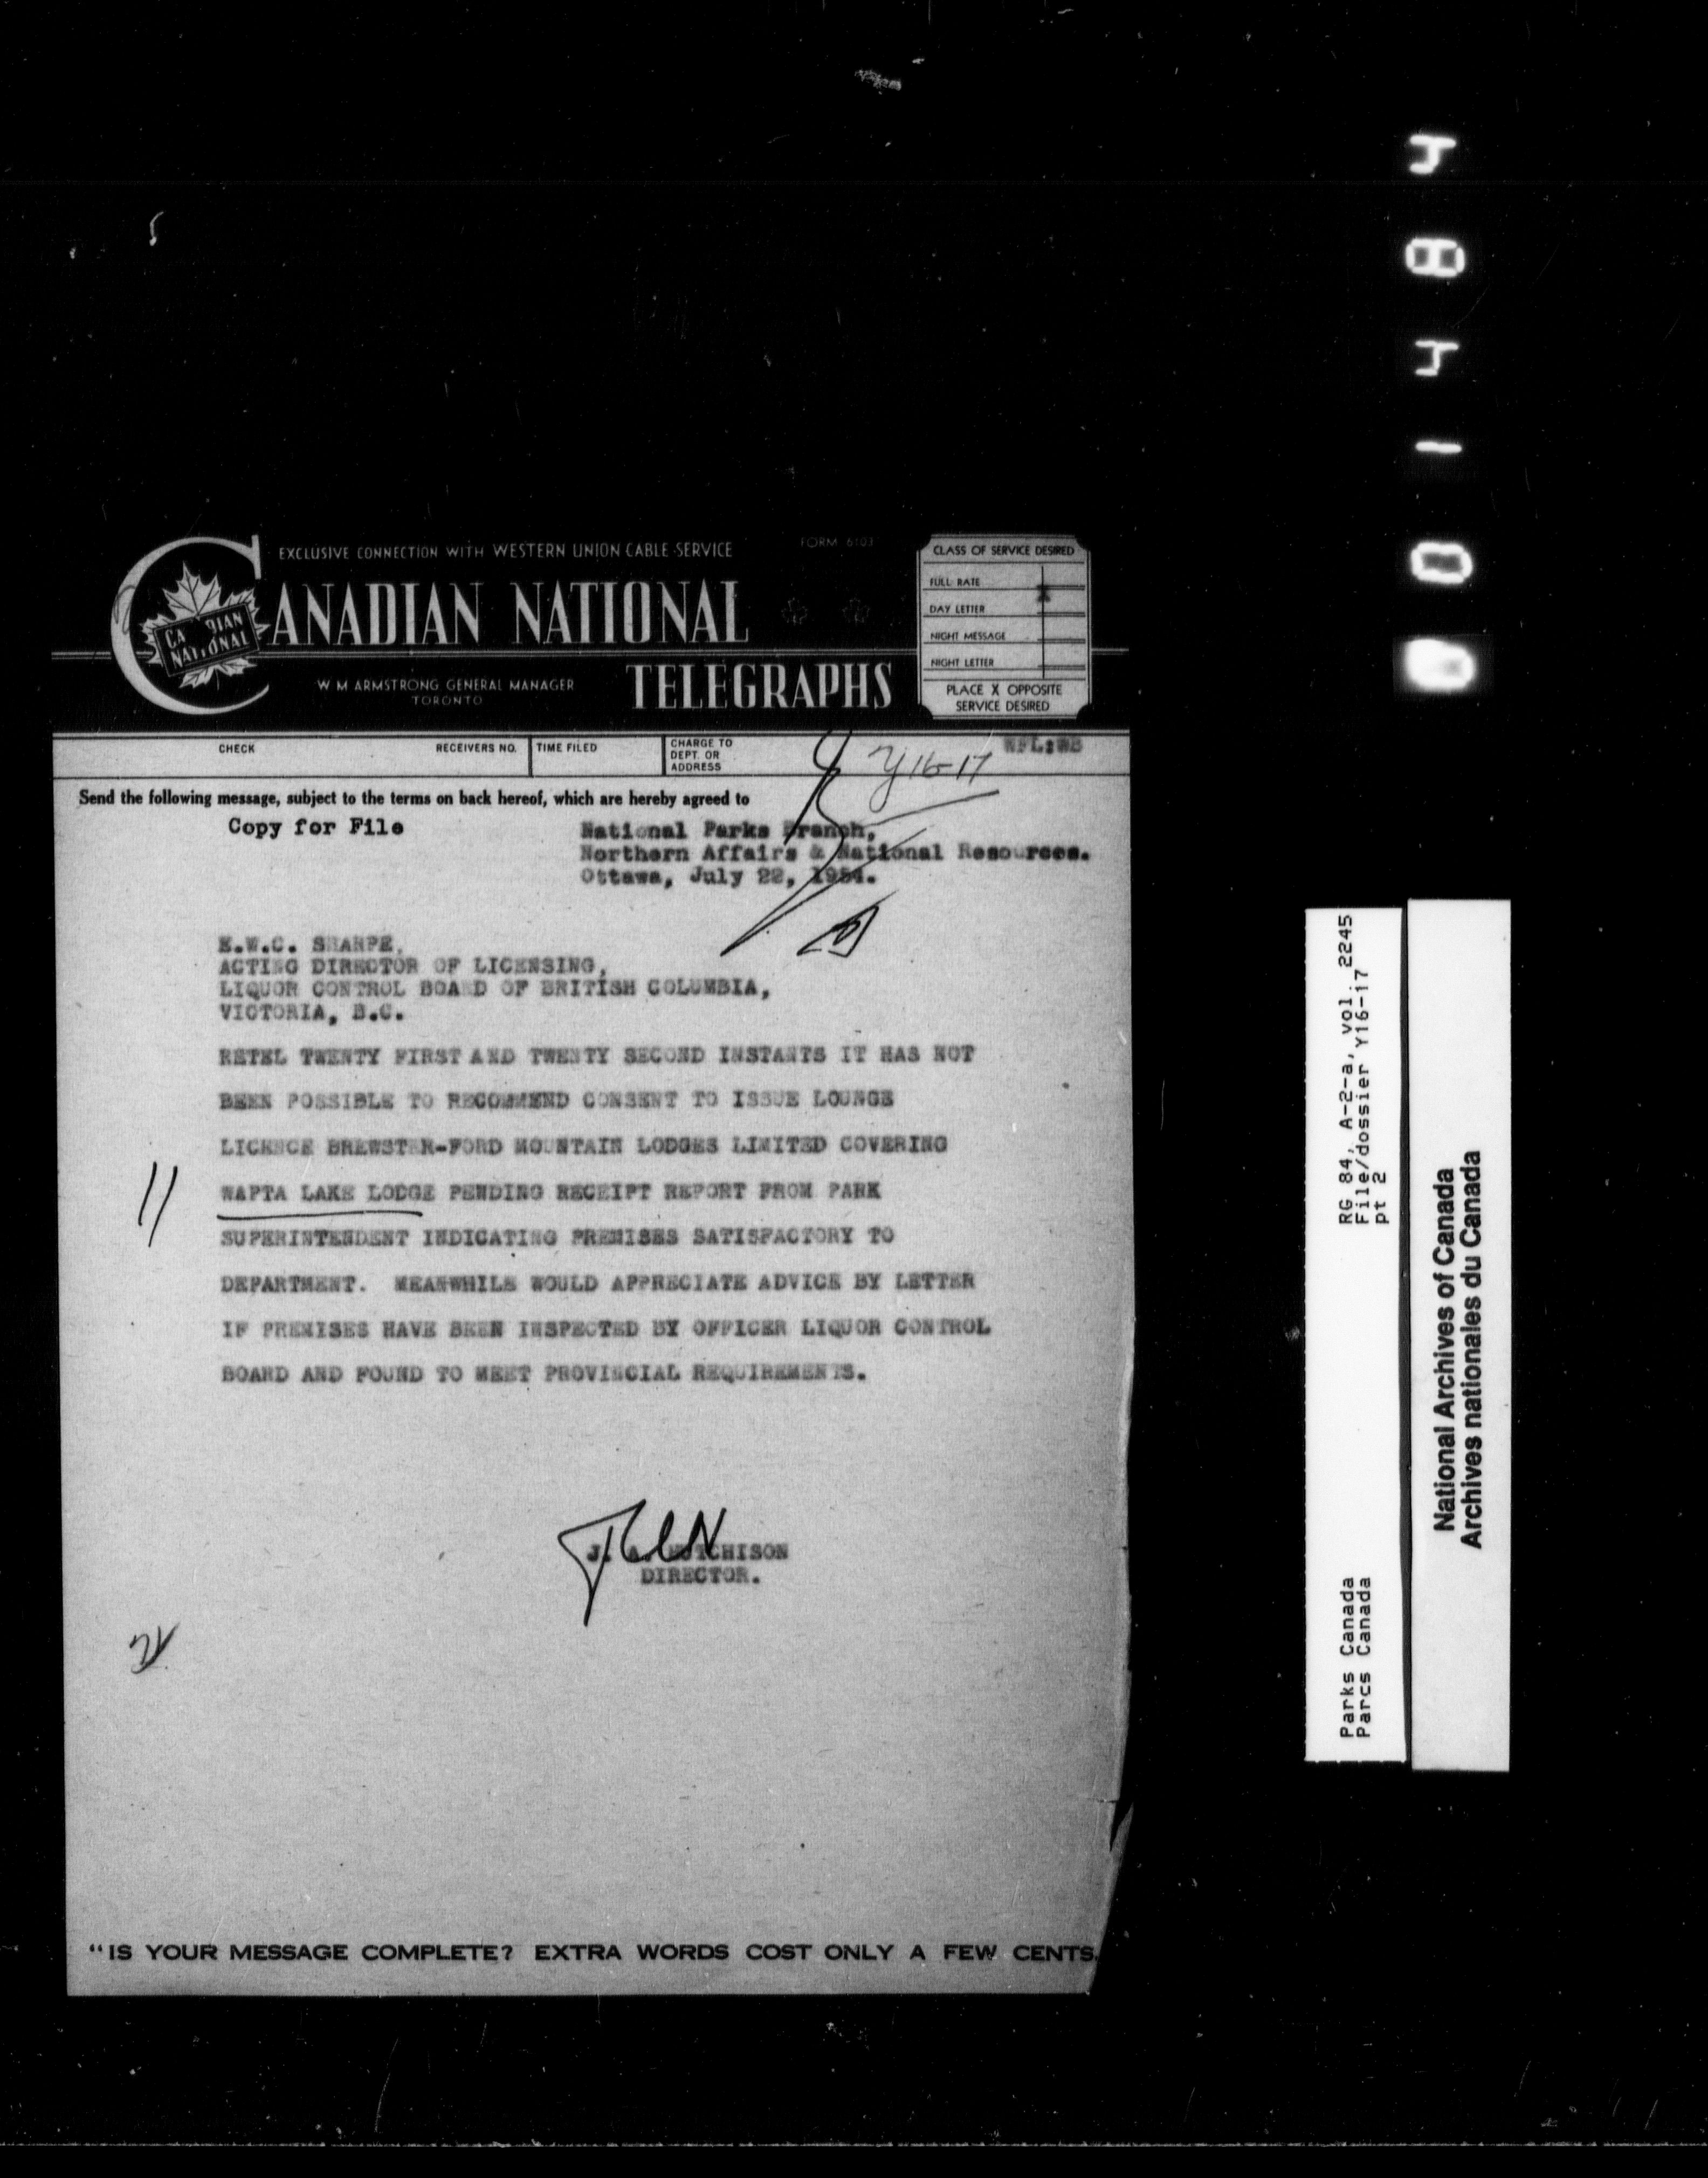 EXCLUSIVE CONNECTION WITH WESTERN UNION CABLE SERVICE
FORM 6103
CANADIAN NATIONAL
TELEGRAPHS
CANADIAN
NATIONAL
W M ARMSTRONG GENERAL MANAGER
TORONTO
CLASS OF SERVICE DESIRED
FULL RATE X
DAY LETTER
NIGHT MESSAGE
NIGHT LETTER
PLACE X OPPOSITE
SERVICE DESIRED
CHECK
RECEIVERS NO.
TIME FILED
CHARGE TO
DEPT. OR
ADDRESS
Y16-17
WFL:WB
Send the following message, subject to the terms on back hereof, which are hereby agreed to
Copy for File
National Parks Branch,
Northern Affairs & National Resources.
Ottawa, July 22, 1954.
E.W.C. SHARPE,
ACTING DIRECTOR OF LICENSING,
LIQUOR CONTROL BOARD OF BRITISH COLUMBIA,
VICTORIA, B.C.
RETEL TWENTY FIRST AND TWENTY SECOND INSTANTS IT HAS NOT
BEEN POSSIBLE TO RECOMMEND CONSENT TO ISSUE LOUNGE
LICENCE BREWSTER-FORD MOUNTAIN LODGES LIMITED COVERING
WAPTA LAKE LODGE PENDING RECEIPT REPORT FROM PARK
SUPERINTENDENT INDICATING PREMISES SATISFACTORY TO
DEPARTMENT. MEANWHILE WOULD APPRECIATE ADVICE BY LETTER
IF PREMISES HAVE BEEN INSPECTED BY OFFICER LIQUOR CONTROL
BOARD AND FOUND TO MEET PROVINCIAL REQUIREMENTS.
J. A. HUTCHISON
DIRECTOR.
"IS YOUR MESSAGE COMPLETE? EXTRA WORDS COST ONLY A FEW CENTS.
RG 84, A-2-a, vol. 2245
File/dossier Y16-17
pt 2
Parks Canada
Parcs Canada
National Archives of Canada
Archives nationales du Canada